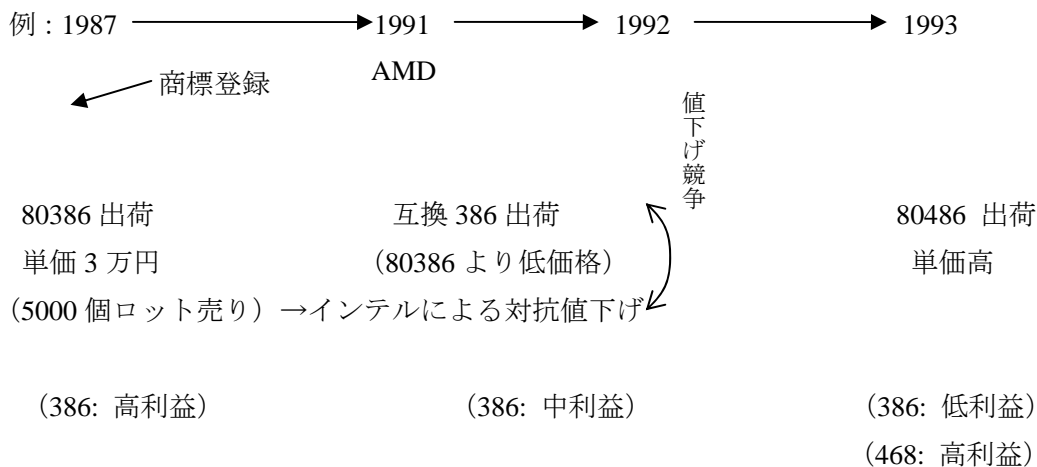 例：1987 1991 1992 1993
商標登録
AMD
値下げ競争
80386 出荷 互換 386 出荷 80486 出荷
単価 3 万円 （80386 より低価格） 単価高
（5000 個ロット売り）→インテルによる対抗値下げ
（386: 高利益） （386: 中利益） （386: 低利益）
（468: 高利益）